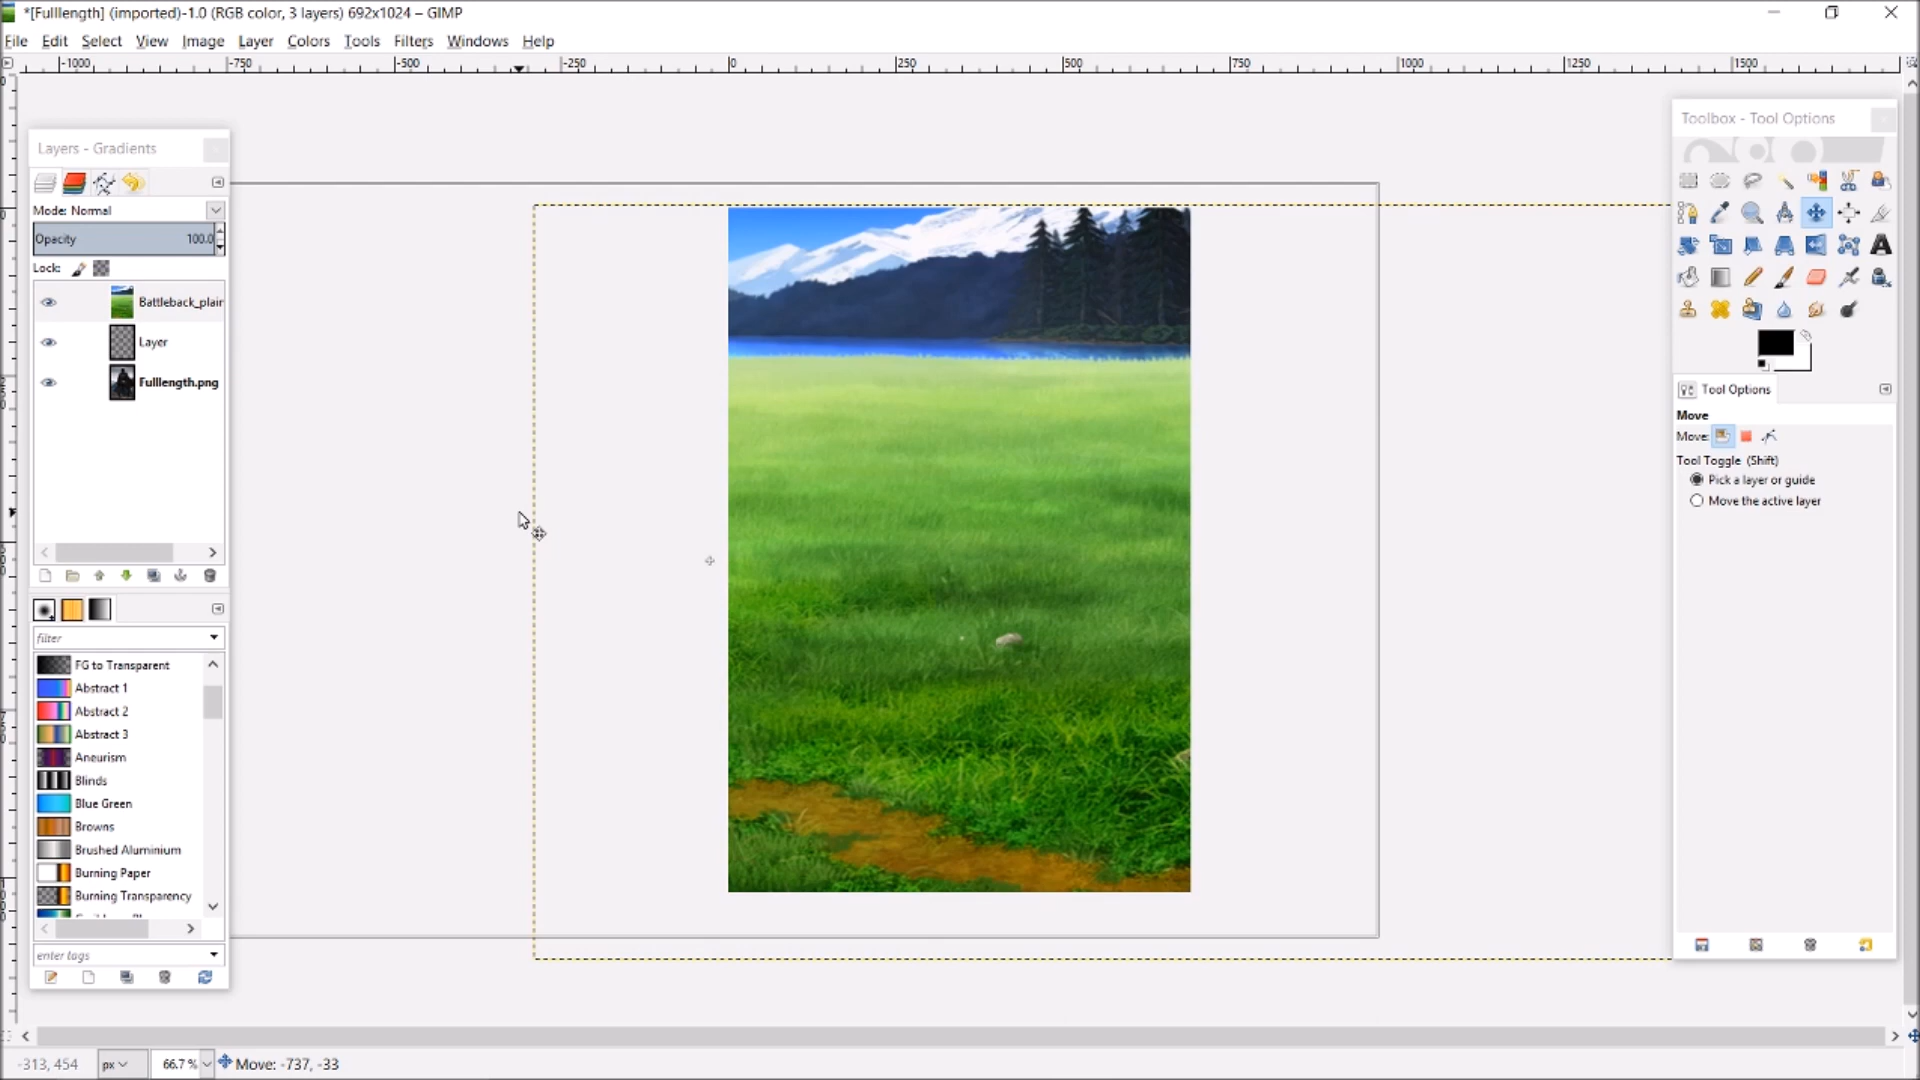 *[Fulllength] (imported)-1.0 (RGB color, 3 layers) 692x1024 – GIMP
File Edit Select View Image Layer Colors Tools Filters Windows Help
-1000 -750 -500 -250 0 250 500 750 1000 1250 1500
Layers - Gradients
Mode: Normal
Opacity 100.0
Lock:
Battleback_plain
Layer
Fulllength.png
filter
FG to Transparent
Abstract 1
Abstract 2
Abstract 3
Aneurism
Blinds
Blue Green
Browns
Brushed Aluminium
Burning Paper
Burning Transparency
enter tags
Toolbox - Tool Options
Tool Options
Move
Move:
Tool Toggle (Shift)
Pick a layer or guide
Move the active layer
-313, 454 px 66.7 % Move: -737, -33